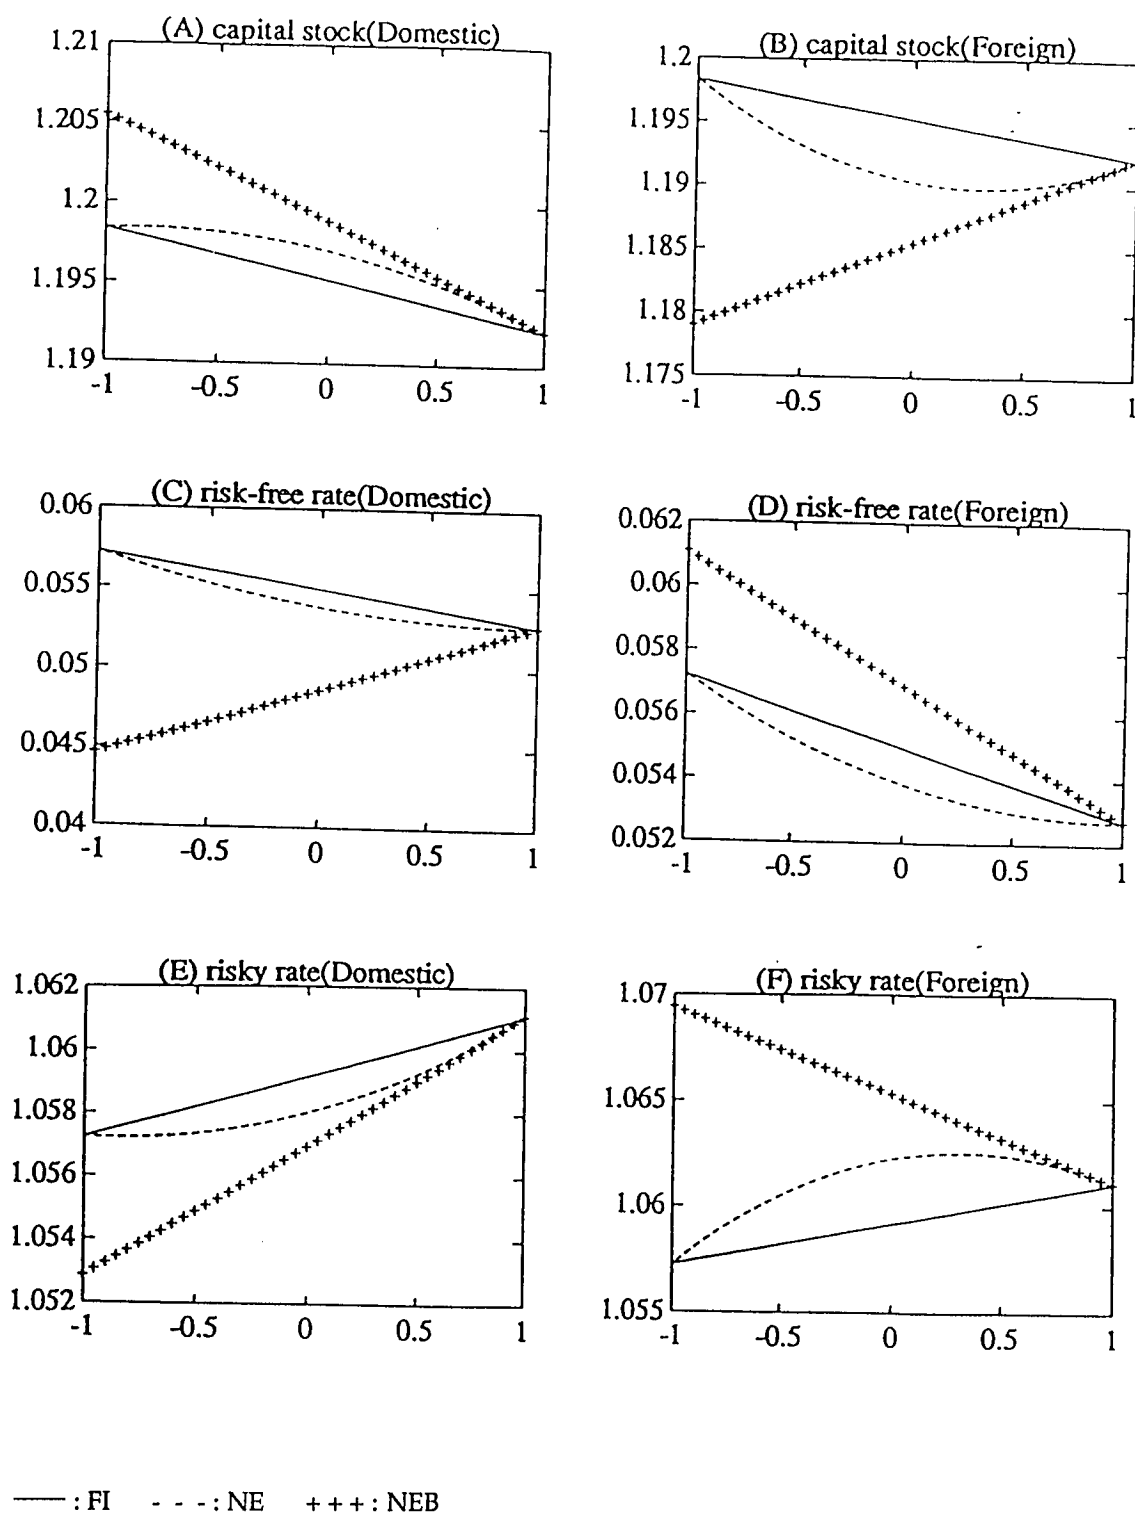 (A) capital stock(Domestic)
1.21
1.205
1.2
1.195
1.19
-1 -0.5 0 0.5 1
(B) capital stock(Foreign)
1.2
1.195
1.19
1.185
1.18
1.175
-1 -0.5 0 0.5 1
(C) risk-free rate(Domestic)
0.06
0.055
0.05
0.045
0.04
-1 -0.5 0 0.5 1
(D) risk-free rate(Foreign)
0.062
0.06
0.058
0.056
0.054
0.052
-1 -0.5 0 0.5 1
(E) risky rate(Domestic)
1.062
1.06
1.058
1.056
1.054
1.052
-1 -0.5 0 0.5 1
(F) risky rate(Foreign)
1.07
1.065
1.06
1.055
-1 -0.5 0 0.5 1
—— : FI - - - : NE + + + : NEB